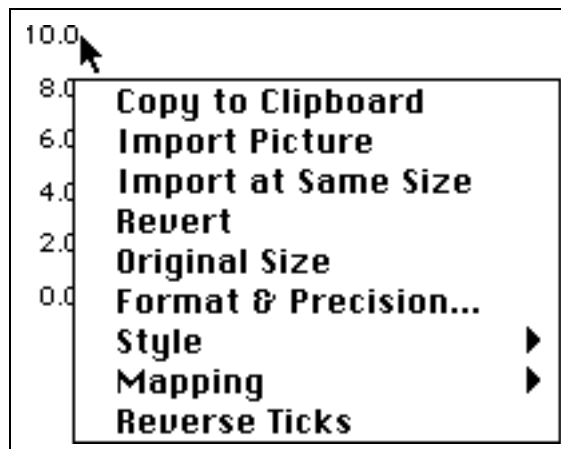 10.0
8.0
Copy to Clipboard
Import Picture
6.0
Import at Same Size
4.0
Revert
2.0
Original Size
0.0
Format & Precision...
Style
Mapping
Reverse Ticks